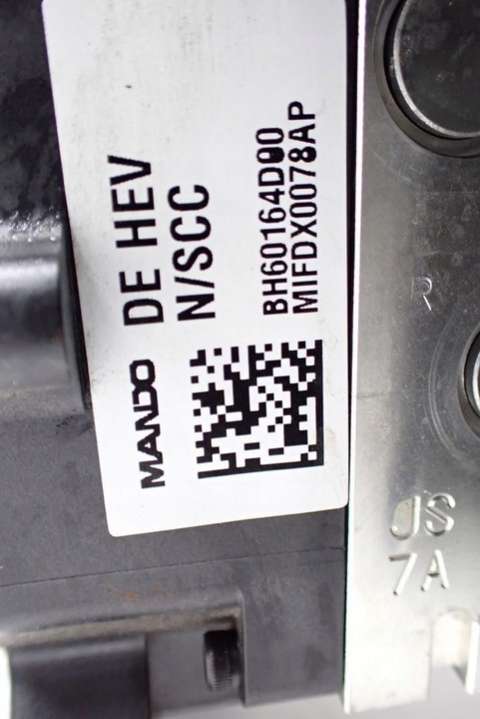 MANDO
DE HEV
N/SCC
BH60164D00
MIFDX0078AP
R
JS
7A